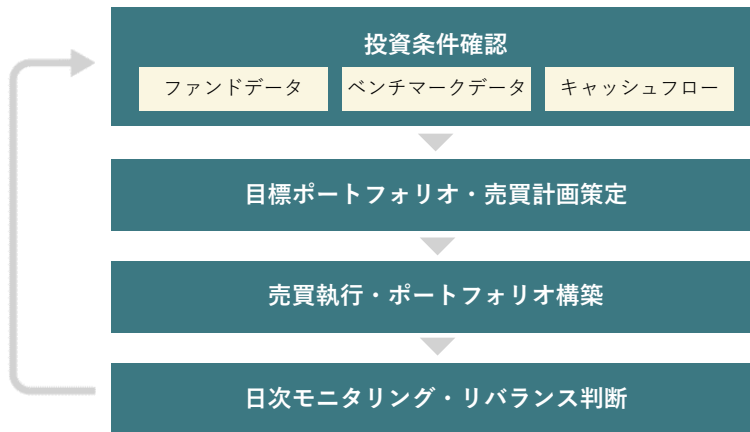 投資条件確認
ファンドデータ
ベンチマークデータ
キャッシュフロー
目標ポートフォリオ・売買計画策定
売買執行・ポートフォリオ構築
日次モニタリング・リバランス判断